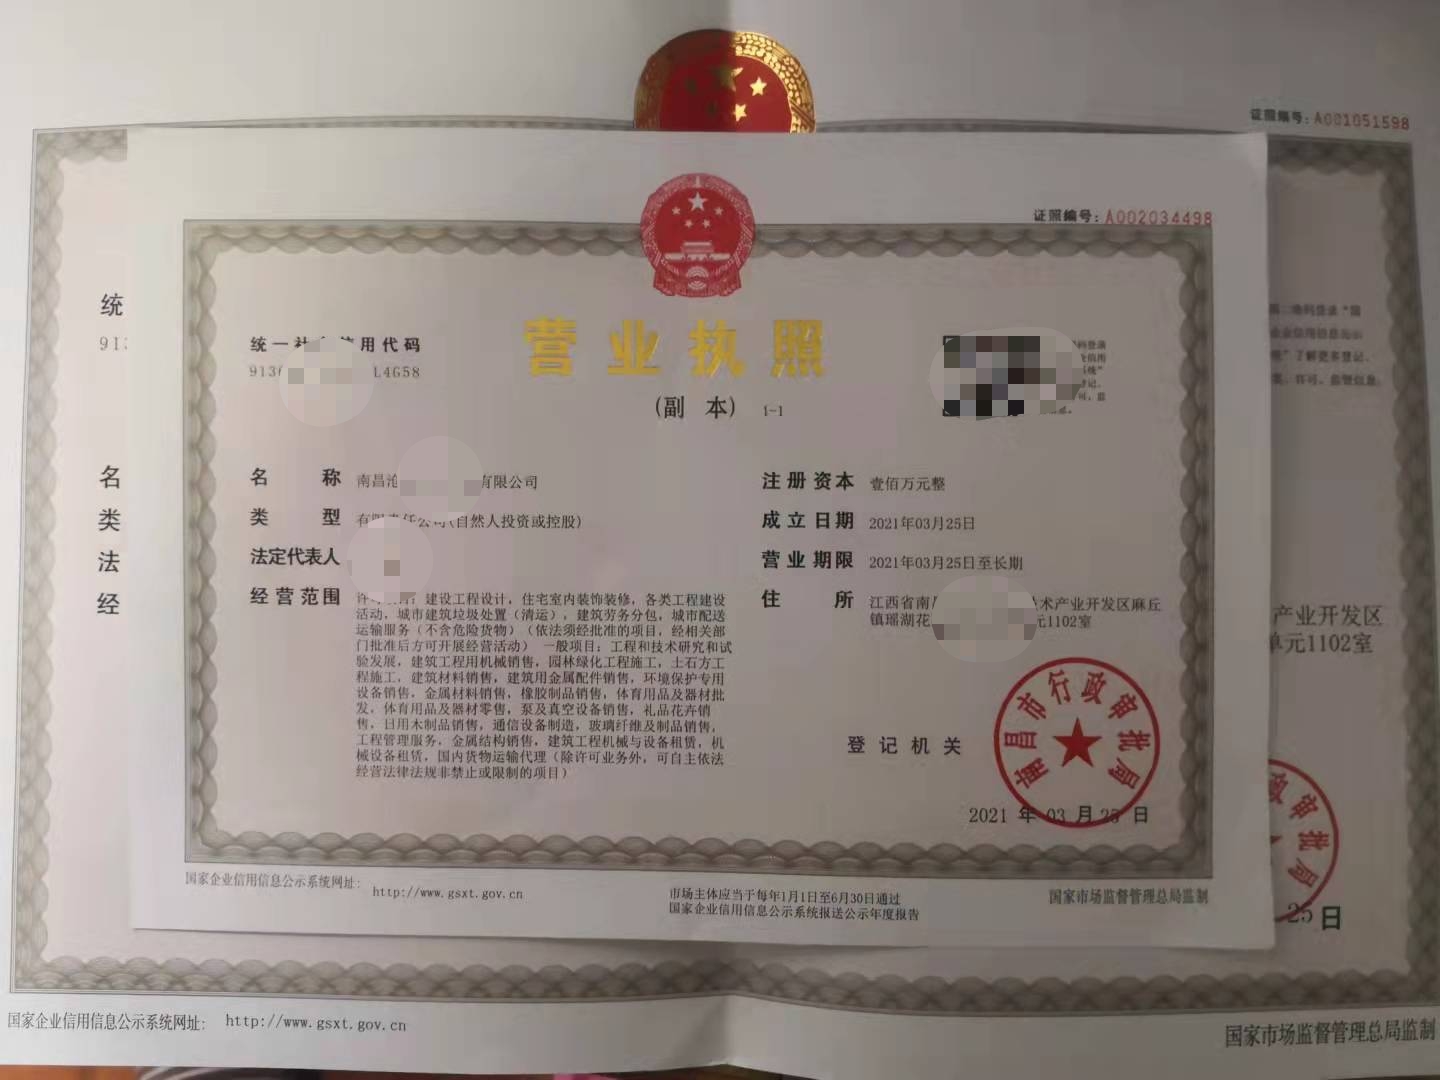 证照编号：A001051598
证照编号：A002034498
统一社 信用代码
913 L4G58
营业执照
（副 本） 1-1
名称 南昌沧 有限公司
类型 有限责任公司(自然人投资或控股)
法定代表人
经营范围 许可项目：建设工程设计，住宅室内装饰装修，各类工程建设
活动，城市建筑垃圾处置（清运），建筑劳务分包，城市配送
运输服务（不含危险货物）（依法须经批准的项目，经相关部
门批准后方可开展经营活动） 一般项目：工程和技术研究和试
验发展，建筑工程用机械销售，园林绿化工程施工，土石方工
程施工，建筑材料销售，建筑用金属配件销售，环境保护专用
设备销售，金属材料销售，橡胶制品销售，体育用品及器材批
发，体育用品及器材零售，泵及真空设备销售，礼品花卉销
售，日用木制品销售，通信设备制造，玻璃纤维及制品销售，
工程管理服务，金属结构销售，建筑工程机械与设备租赁，机
械设备租赁，国内货物运输代理（除许可业务外，可自主依法
经营法律法规非禁止或限制的项目）
注册资本 壹佰万元整
成立日期 2021年03月25日
营业期限 2021年03月25日至长期
住所 江西省南 术产业开发区麻丘
镇瑶湖花 元1102室
登记机关
南昌市行政审批局
2021 年 03 月 25 日
国家企业信用信息公示系统网址：
http://www.gsxt.gov.cn
市场主体应当于每年1月1日至6月30日通过
国家企业信用信息公示系统报送公示年度报告
国家市场监督管理总局监制
统
913
名
类
法
经
”了解更多登记、
案、许可、监管信息
产业开发区
单元1102室
审批局
25日
国家企业信用信息公示系统网址： http://www.gsxt.gov.cn
国家市场监督管理总局监制